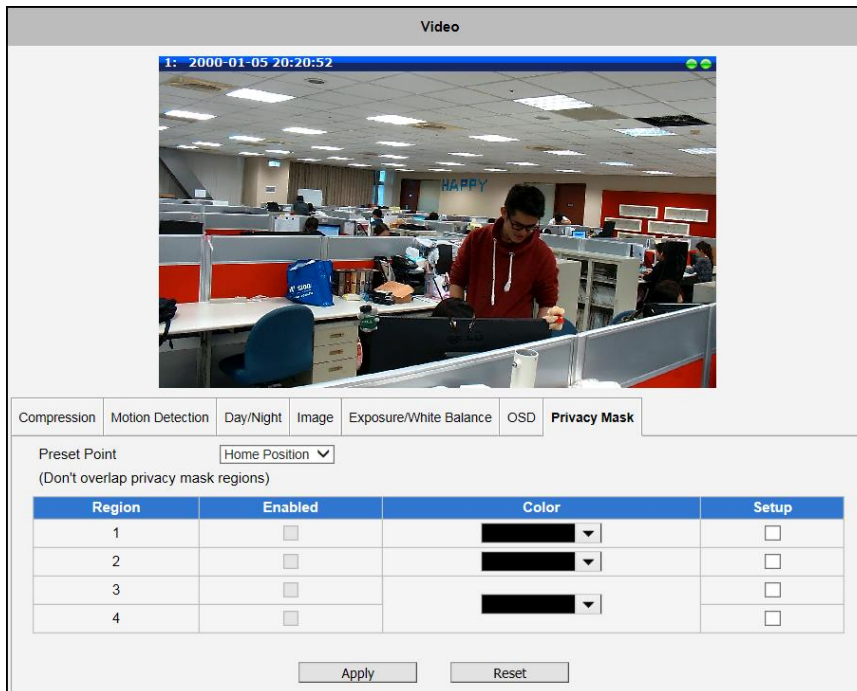 Video
1: 2000-01-05 20:20:52
HAPPY
Compression Motion Detection Day/Night Image Exposure/White Balance OSD Privacy Mask
Preset Point Home Position
(Don't overlap privacy mask regions)
Region Enabled Color Setup
1
2
3
4
Apply Reset